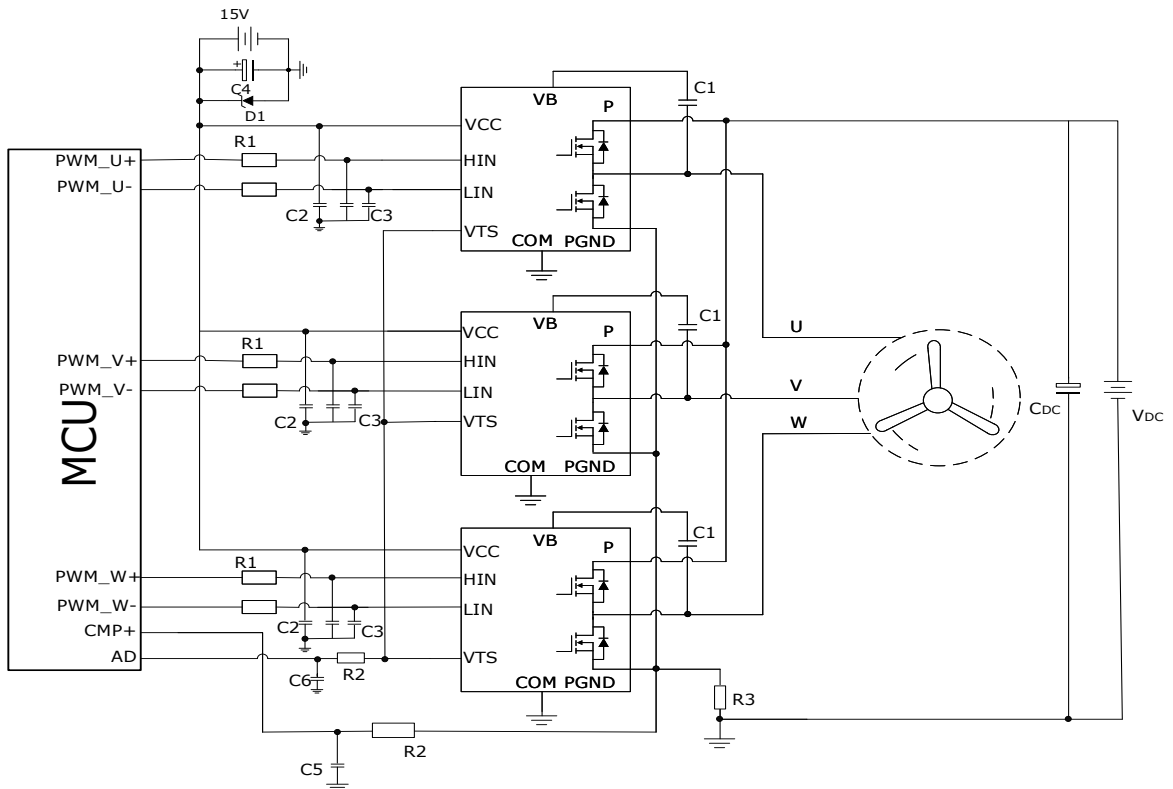 15V
+
C4
D1
MCU
PWM_U+
R1
PWM_U-
C2
C3
VB
P
VCC
HIN
LIN
VTS
COM PGND
C1
PWM_V+
R1
PWM_V-
C2
C3
VB
P
VCC
HIN
LIN
VTS
COM PGND
C1
U
V
W
CDC
VDC
PWM_W+
R1
PWM_W-
CMP+
AD
C2
C3
C6
R2
VB
P
VCC
HIN
LIN
VTS
COM PGND
C1
R3
R2
C5